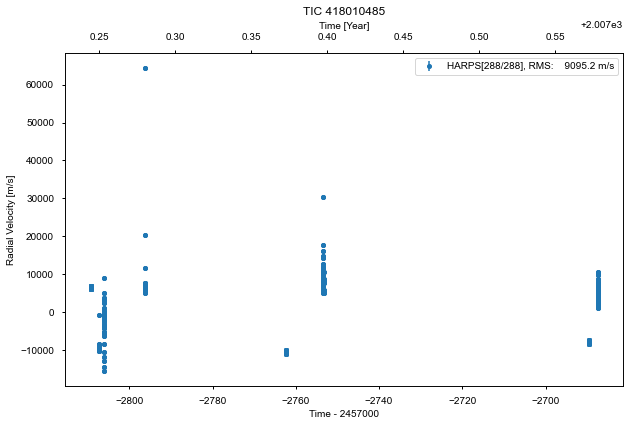 TIC 418010485
Time [Year]
0.25 0.30 0.35 0.40 0.45 0.50 0.55 +2.007e3
HARPS[288/288], RMS: 9095.2 m/s
60000
50000
40000
30000
20000
10000
0
−10000
Radial Velocity [m/s]
−2800 −2780 −2760 −2740 −2720 −2700
Time - 2457000